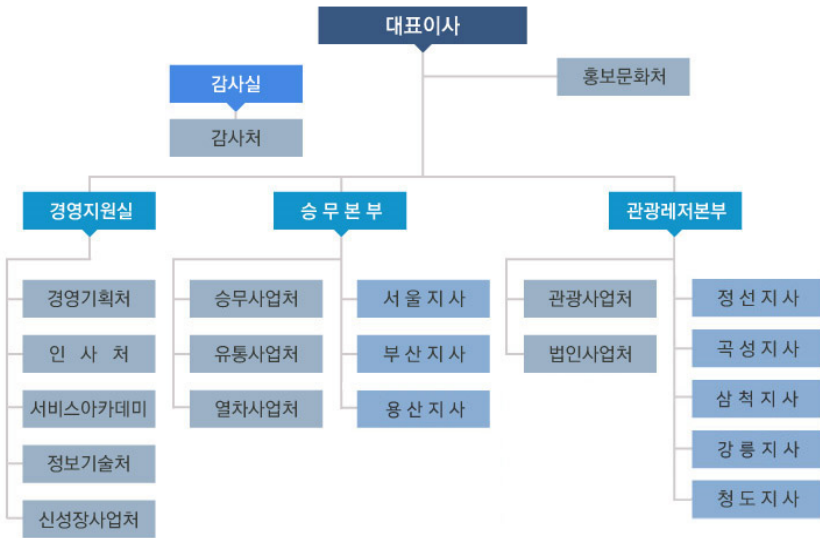 대표이사
홍보문화처
감사실
감사처
경영지원실
승 무 본 부
관광레저본부
경영기획처
인 사 처
서비스아카데미
정보기술처
신성장사업처
승무사업처
유통사업처
열차사업처
서 울 지 사
부 산 지 사
용 산 지 사
관광사업처
법인사업처
정 선 지 사
곡 성 지 사
삼 척 지 사
강 릉 지 사
청 도 지 사